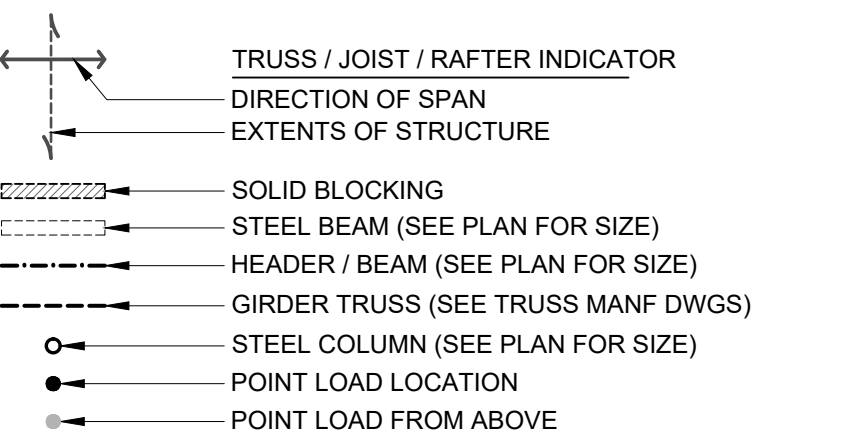 TRUSS / JOIST / RAFTER INDICATOR
DIRECTION OF SPAN
EXTENTS OF STRUCTURE
SOLID BLOCKING
STEEL BEAM (SEE PLAN FOR SIZE)
HEADER / BEAM (SEE PLAN FOR SIZE)
GIRDER TRUSS (SEE TRUSS MANF DWGS)
STEEL COLUMN (SEE PLAN FOR SIZE)
POINT LOAD LOCATION
POINT LOAD FROM ABOVE